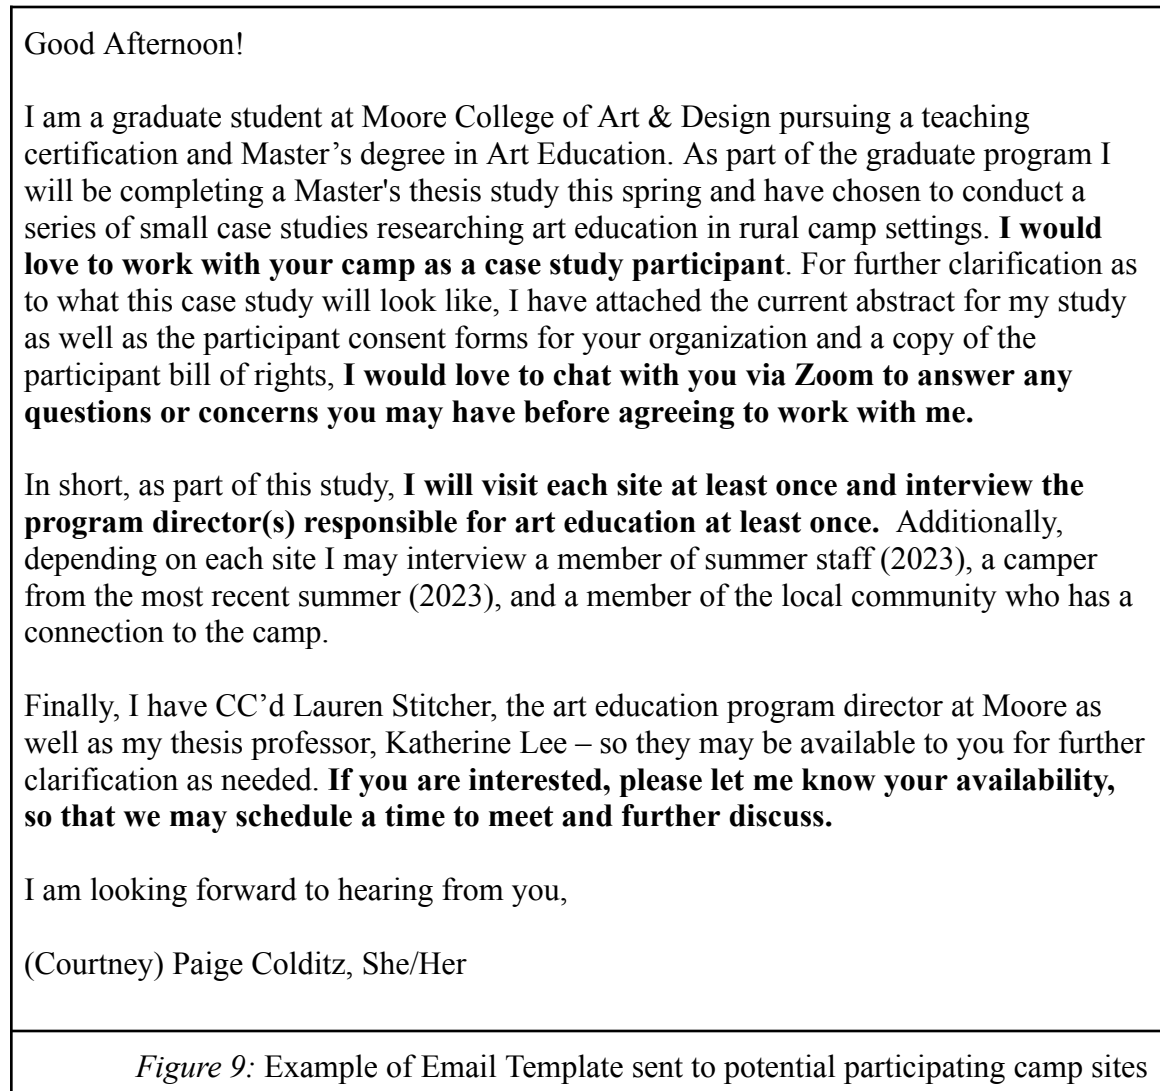 Good Afternoon!
I am a graduate student at Moore College of Art & Design pursuing a teaching
certification and Master’s degree in Art Education. As part of the graduate program I
will be completing a Master's thesis study this spring and have chosen to conduct a
series of small case studies researching art education in rural camp settings. I would
love to work with your camp as a case study participant. For further clarification as
to what this case study will look like, I have attached the current abstract for my study
as well as the participant consent forms for your organization and a copy of the
participant bill of rights, I would love to chat with you via Zoom to answer any
questions or concerns you may have before agreeing to work with me.
In short, as part of this study, I will visit each site at least once and interview the
program director(s) responsible for art education at least once.  Additionally,
depending on each site I may interview a member of summer staff (2023), a camper
from the most recent summer (2023), and a member of the local community who has a
connection to the camp.
Finally, I have CC’d Lauren Stitcher, the art education program director at Moore as
well as my thesis professor, Katherine Lee – so they may be available to you for further
clarification as needed. If you are interested, please let me know your availability,
so that we may schedule a time to meet and further discuss.
I am looking forward to hearing from you,
(Courtney) Paige Colditz, She/Her
Figure 9: Example of Email Template sent to potential participating camp sites